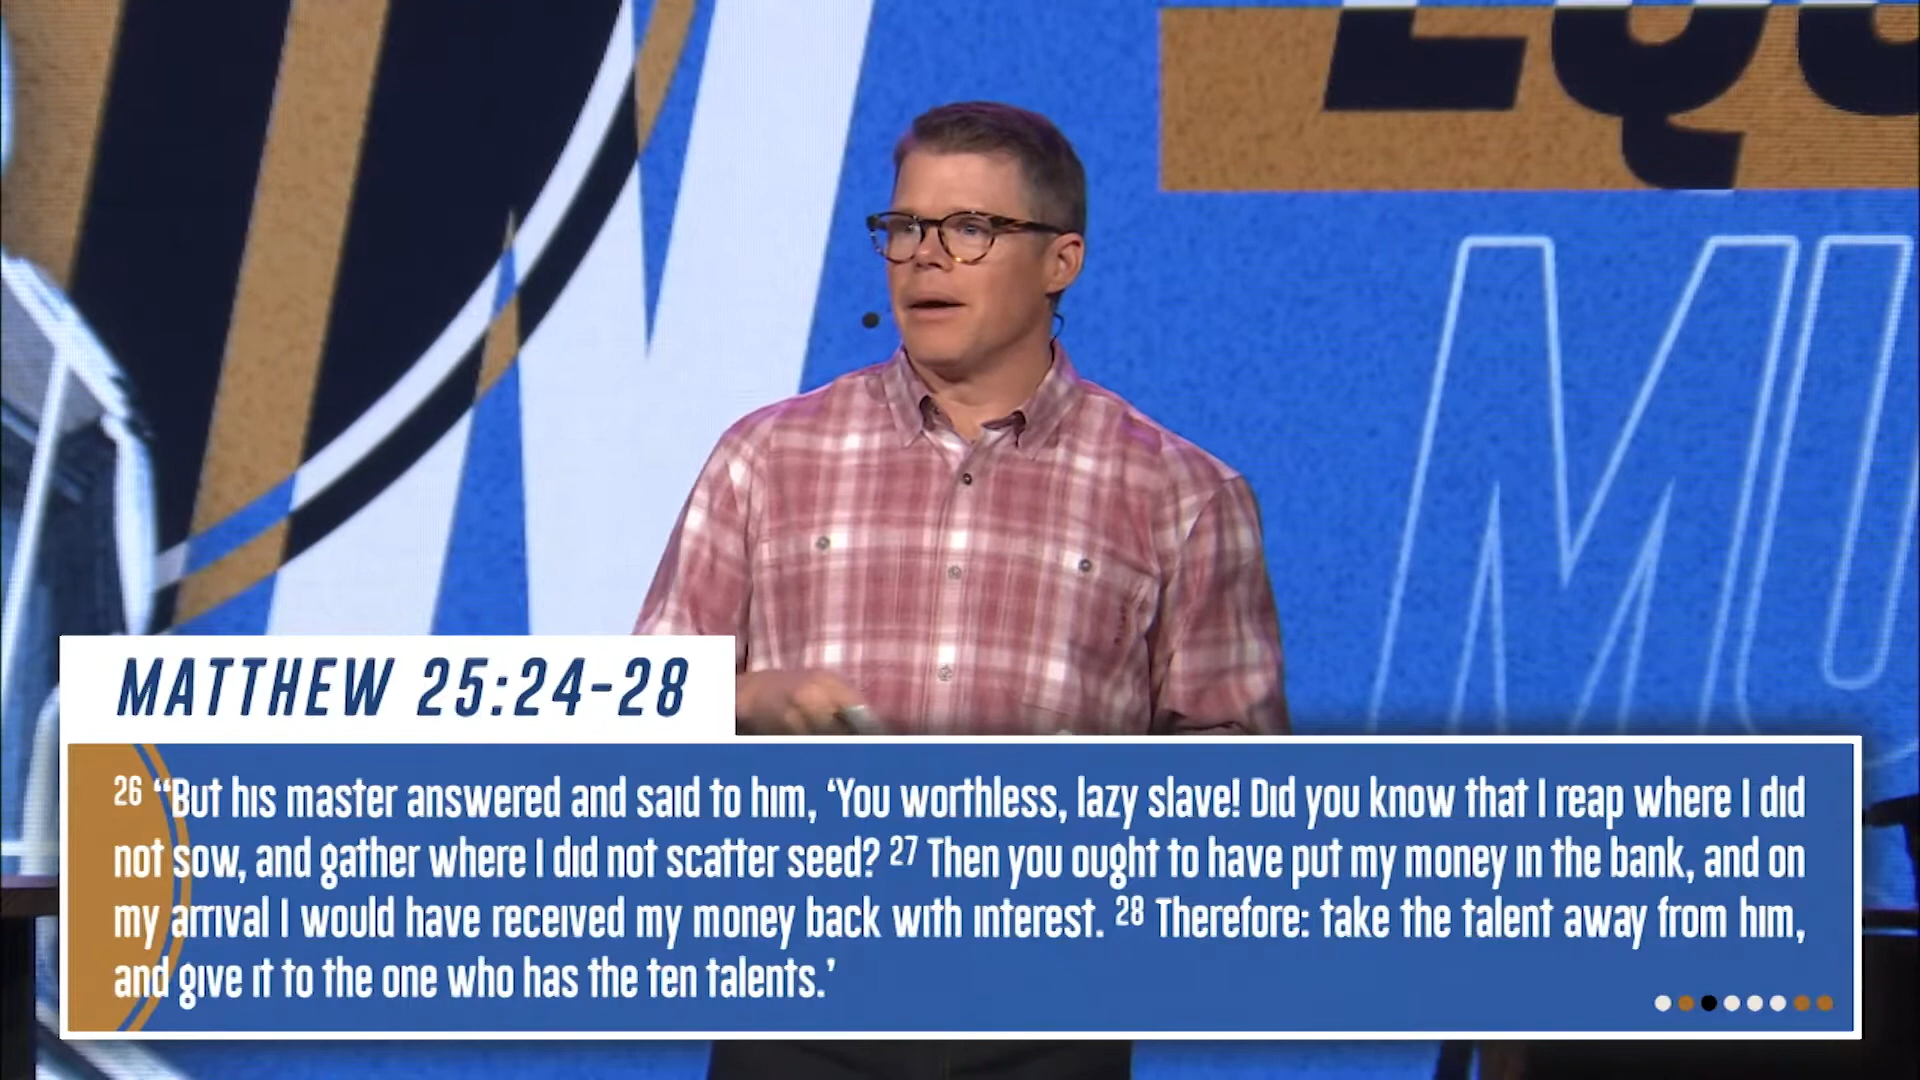 MATTHEW 25:24-28
26 “But his master answered and said to him, ‘You worthless, lazy slave! Did you know that I reap where I did
not sow, and gather where I did not scatter seed? 27 Then you ought to have put my money in the bank, and on
my arrival I would have received my money back with interest. 28 Therefore: take the talent away from him,
and give it to the one who has the ten talents.’